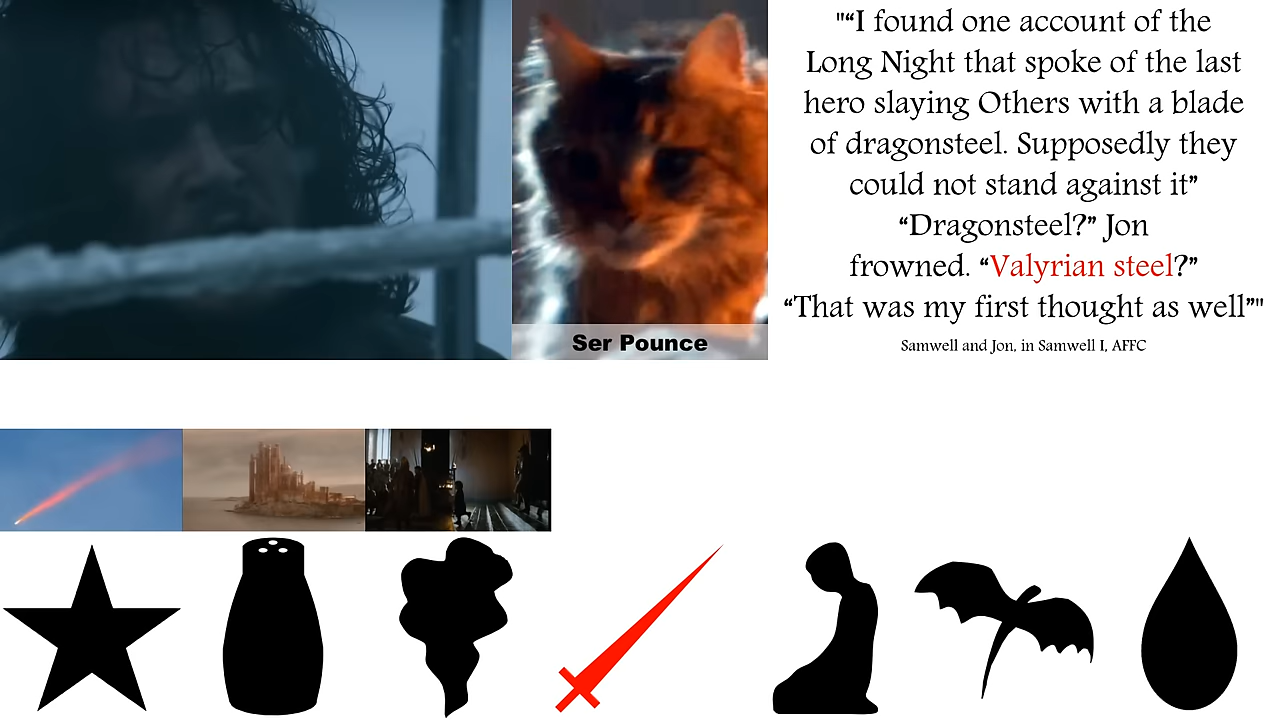 "“I found one account of the
Long Night that spoke of the last
hero slaying Others with a blade
of dragonsteel. Supposedly they
could not stand against it”
“Dragonsteel?” Jon
frowned. “Valyrian steel?”
“That was my first thought as well”"
Samwell and Jon, in Samwell I, AFFC
Ser Pounce